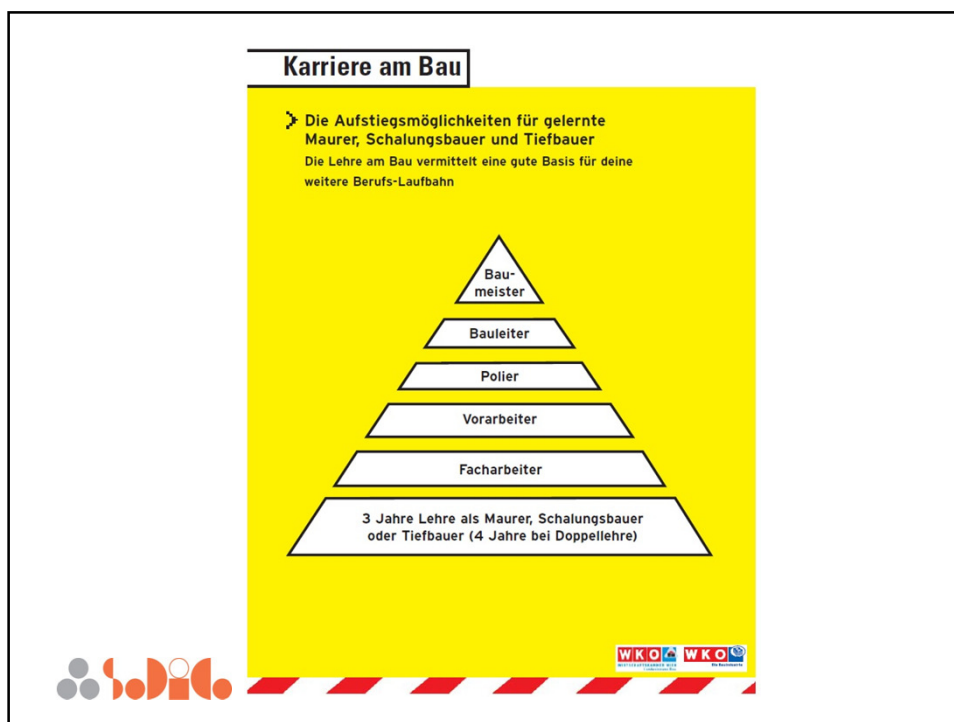 Karriere am Bau
Die Aufstiegsmöglichkeiten für gelernte
Maurer, Schalungsbauer und Tiefbauer
Die Lehre am Bau vermittelt eine gute Basis für deine
weitere Berufs-Laufbahn
Bau-
meister
Bauleiter
Polier
Vorarbeiter
Facharbeiter
3 Jahre Lehre als Maurer, Schalungsbauer
oder Tiefbauer (4 Jahre bei Doppellehre)
WKO WKO
SoDiCo